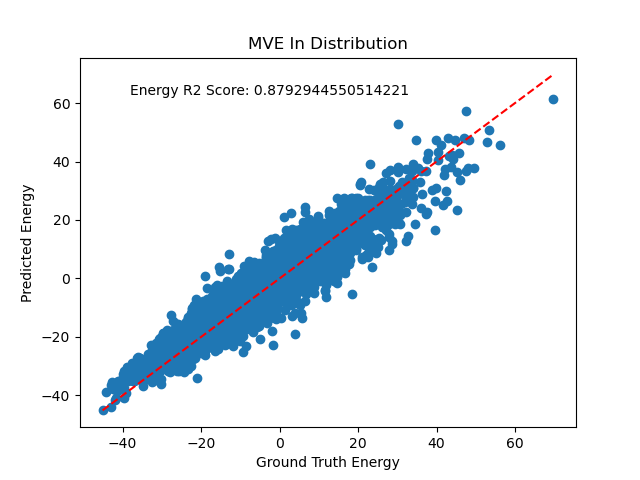 MVE In Distribution
Energy R2 Score: 0.8792944550514221
Predicted Energy
60
40
20
0
−20
−40
−40 −20 0 20 40 60
Ground Truth Energy